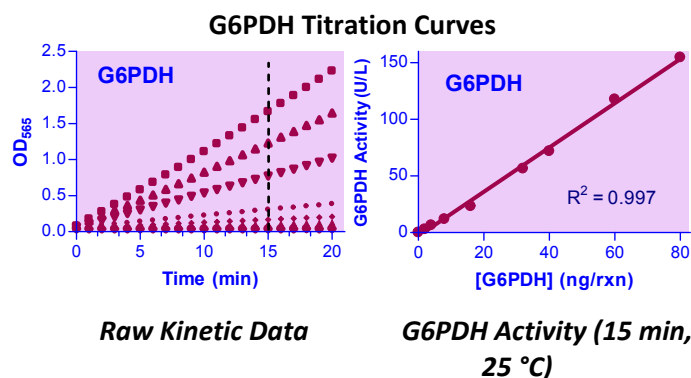 G6PDH Titration Curves
G6PDH
OD565
2.5
2.0
1.5
1.0
0.5
0.0
0 5 10 15 20
Time (min)
G6PDH
G6PDH Activity (U/L)
150
100
50
0
R2 = 0.997
0 20 40 60 80
[G6PDH] (ng/rxn)
Raw Kinetic Data
G6PDH Activity (15 min,
25 °C)